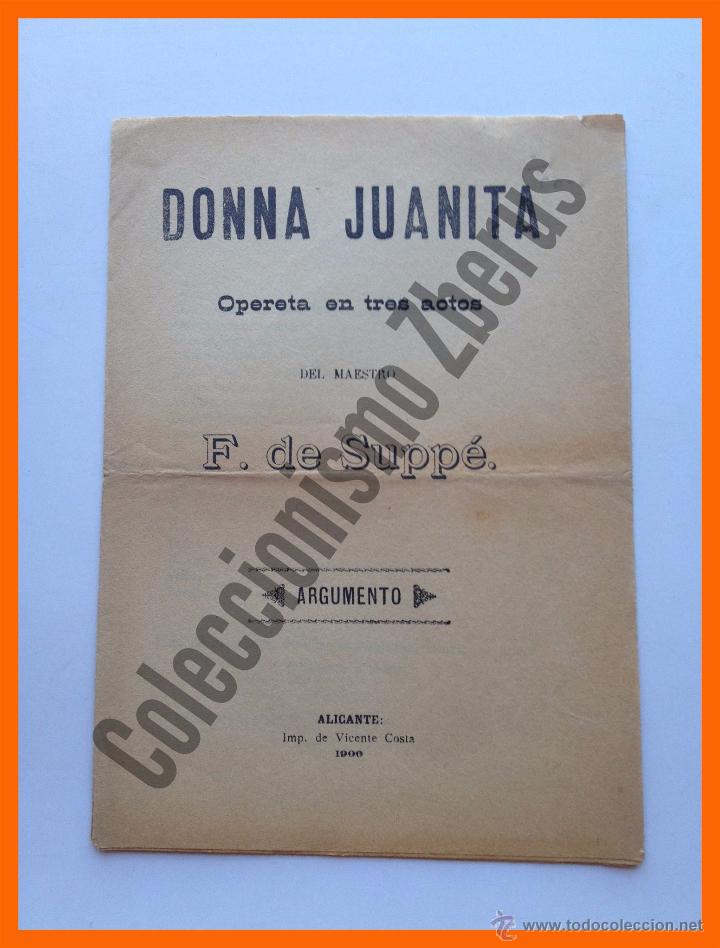 DONNA JUANITA
Opereta en tres actos
DEL MAESTRO
F. de Suppé.
ARGUMENTO
ALICANTE:
Imp. de Vicente Costa
1900
Coleccionismo Zberus
www.todocoleccion.net